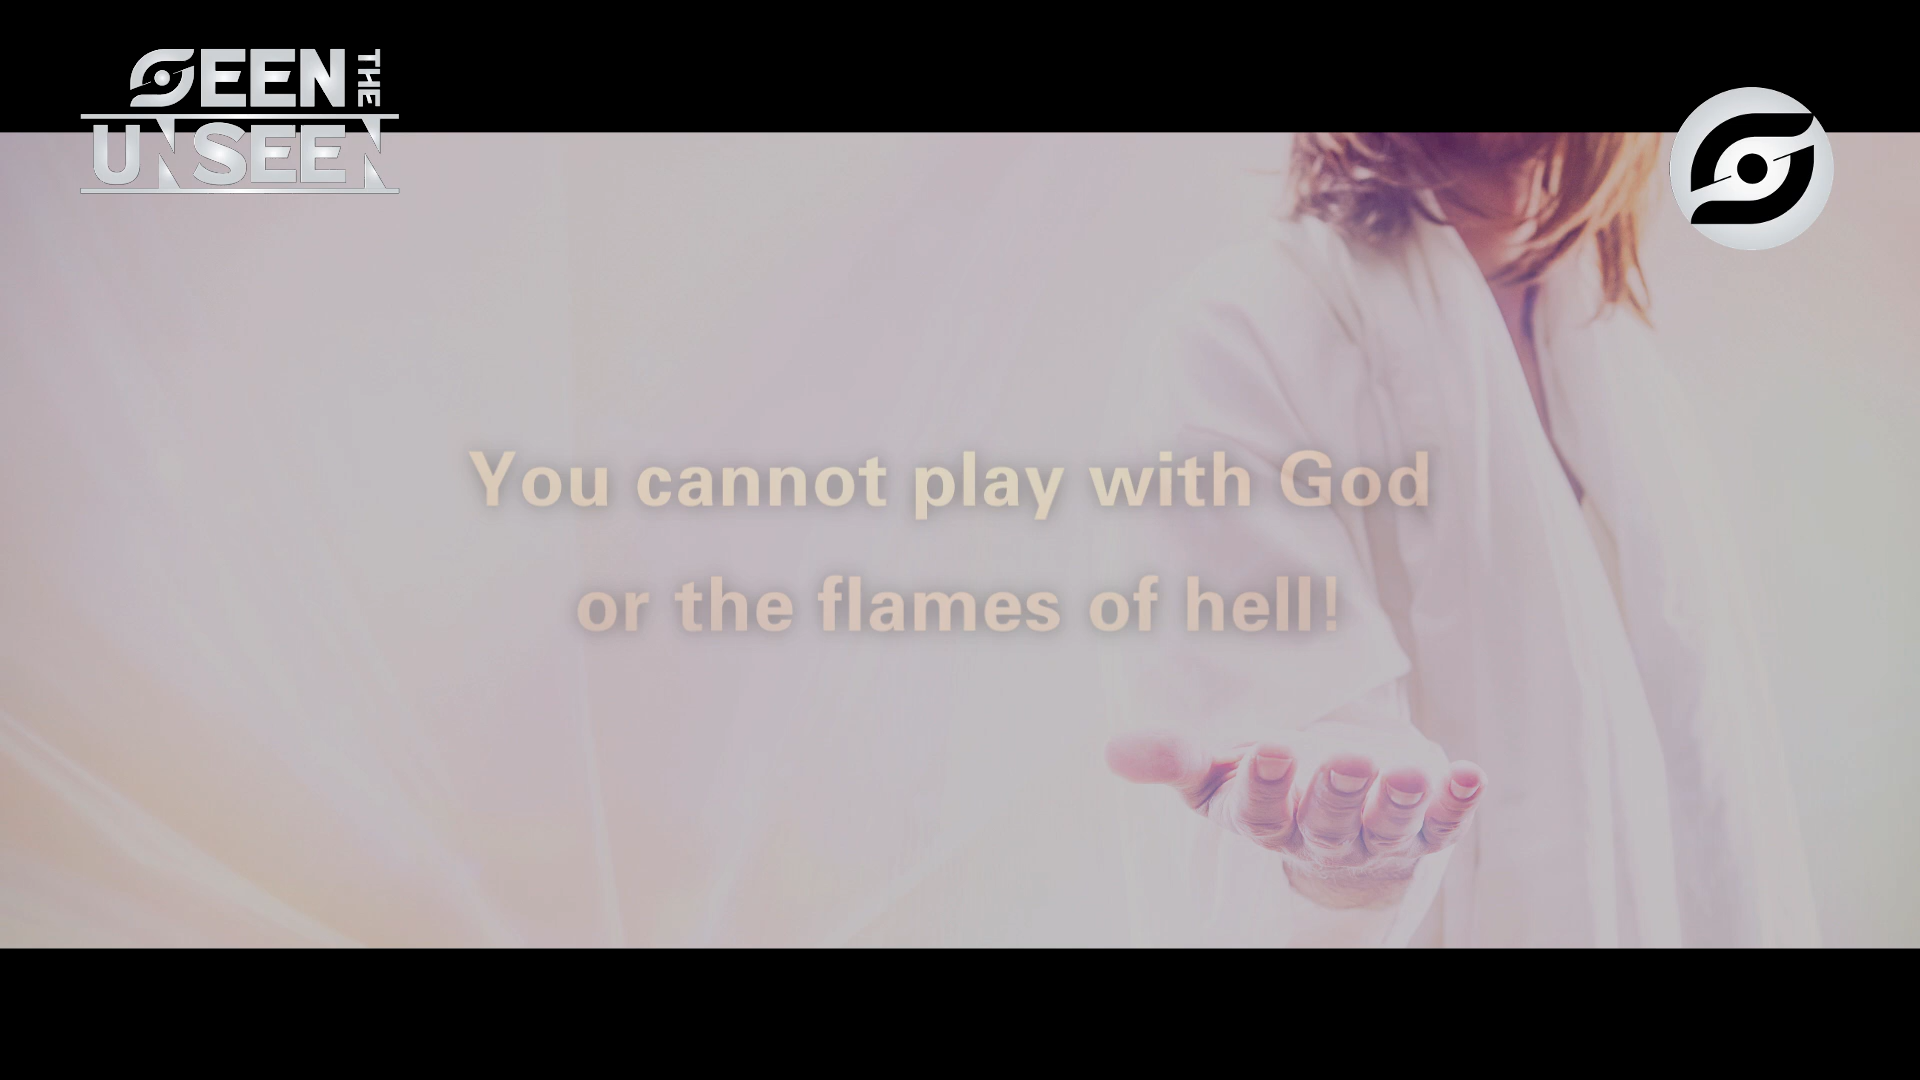 SEEN THE
UNSEEN
You cannot play with God
or the flames of hell!